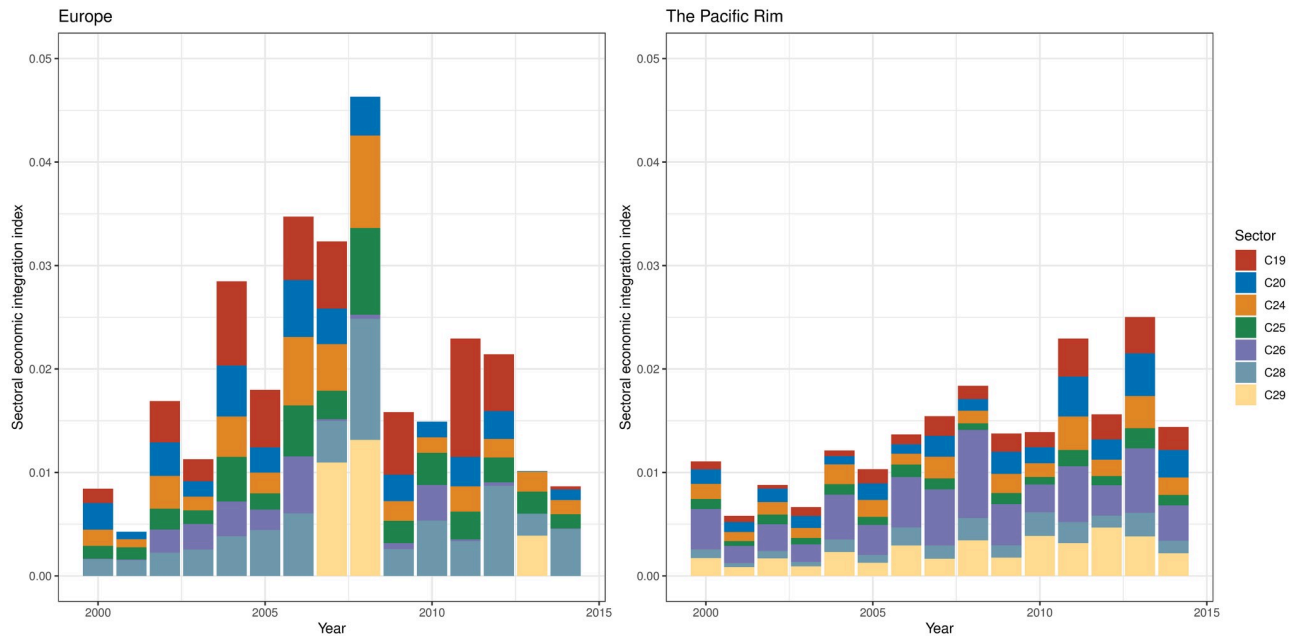 Europe
The Pacific Rim
Sectoral economic integration index
0.05
0.04
0.03
0.02
0.01
0.00
2000
2005
2010
2015
Year
Sectoral economic integration index
0.05
0.04
0.03
0.02
0.01
0.00
2000
2005
2010
2015
Year
Sector
C19
C20
C24
C25
C26
C28
C29